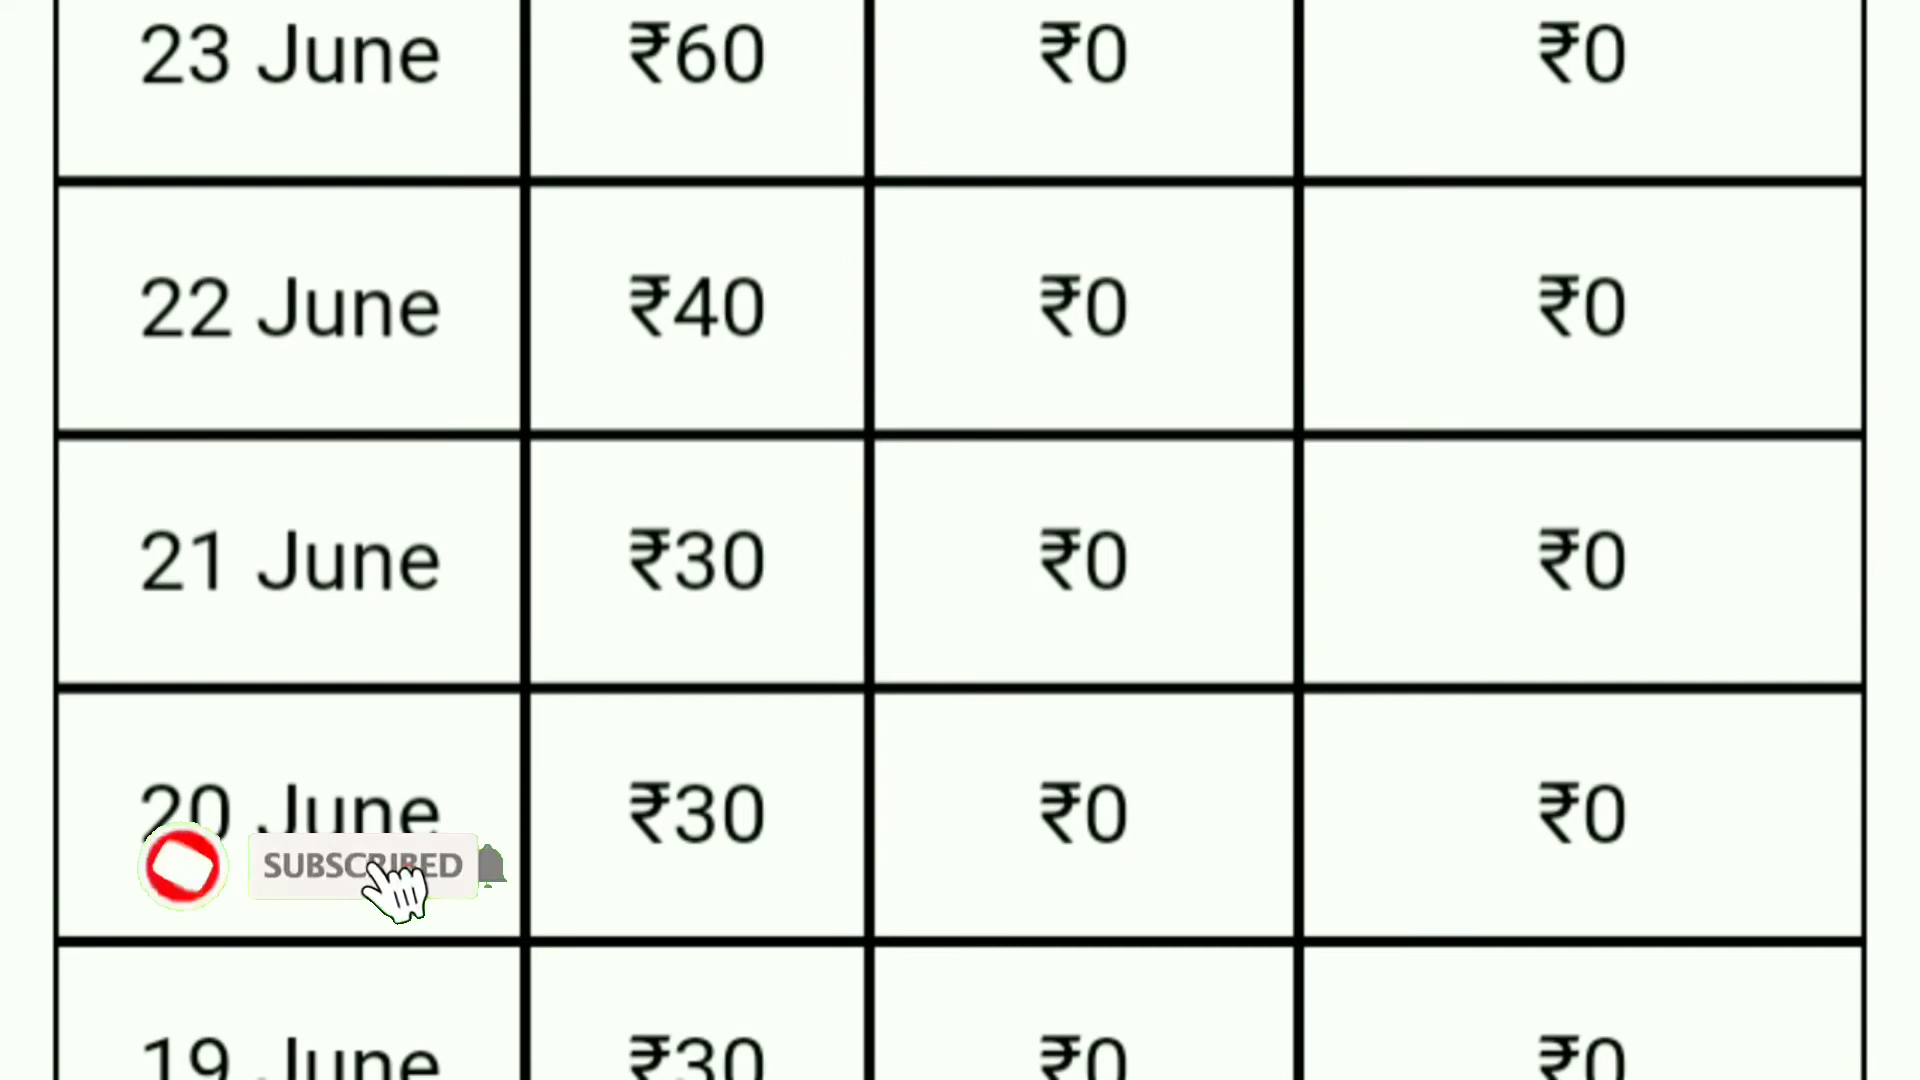 23 June ₹60 ₹0 ₹0
22 June ₹40 ₹0 ₹0
21 June ₹30 ₹0 ₹0
20 June ₹30 ₹0 ₹0
SUBSCRIBED
19 June ₹30 ₹0 ₹0